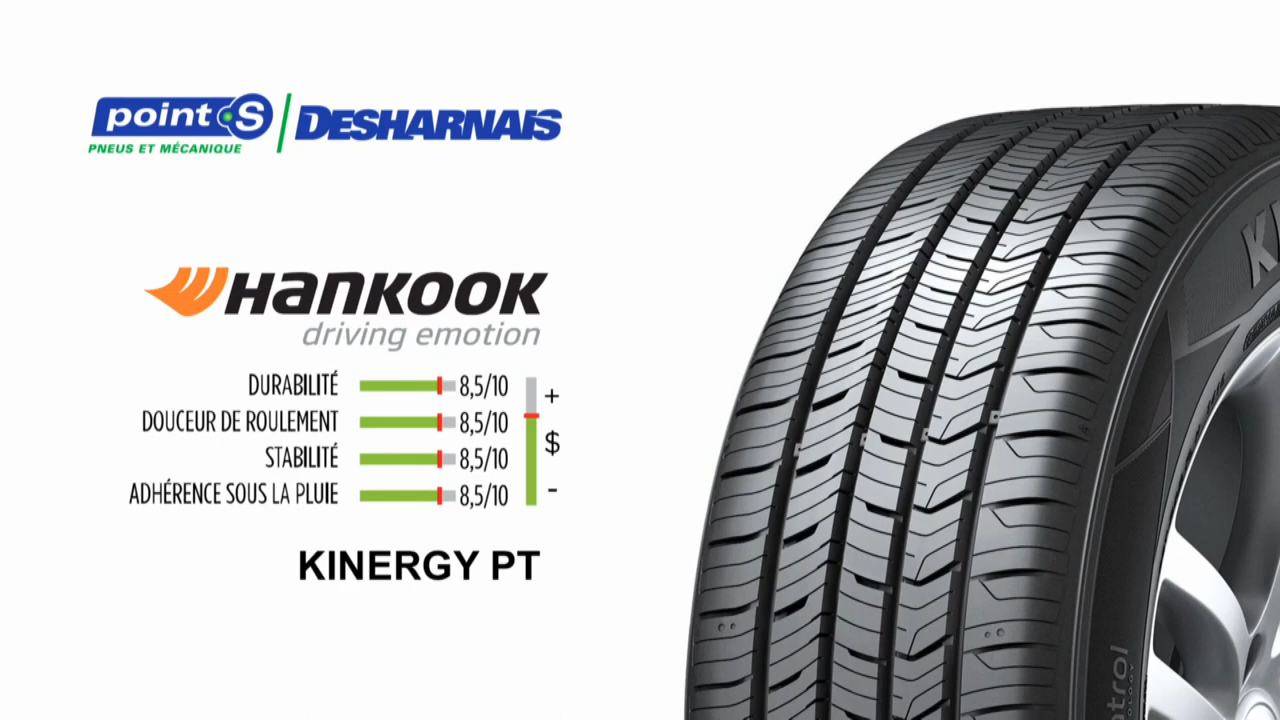 point S
DESHARNAIS
PNEUS ET MÉCANIQUE
HANKOOK
driving emotion
DURABILITÉ 8,5/10
DOUCEUR DE ROULEMENT 8,5/10
STABILITÉ 8,5/10
ADHÉRENCE SOUS LA PLUIE 8,5/10
+
$
-
KINERGY PT